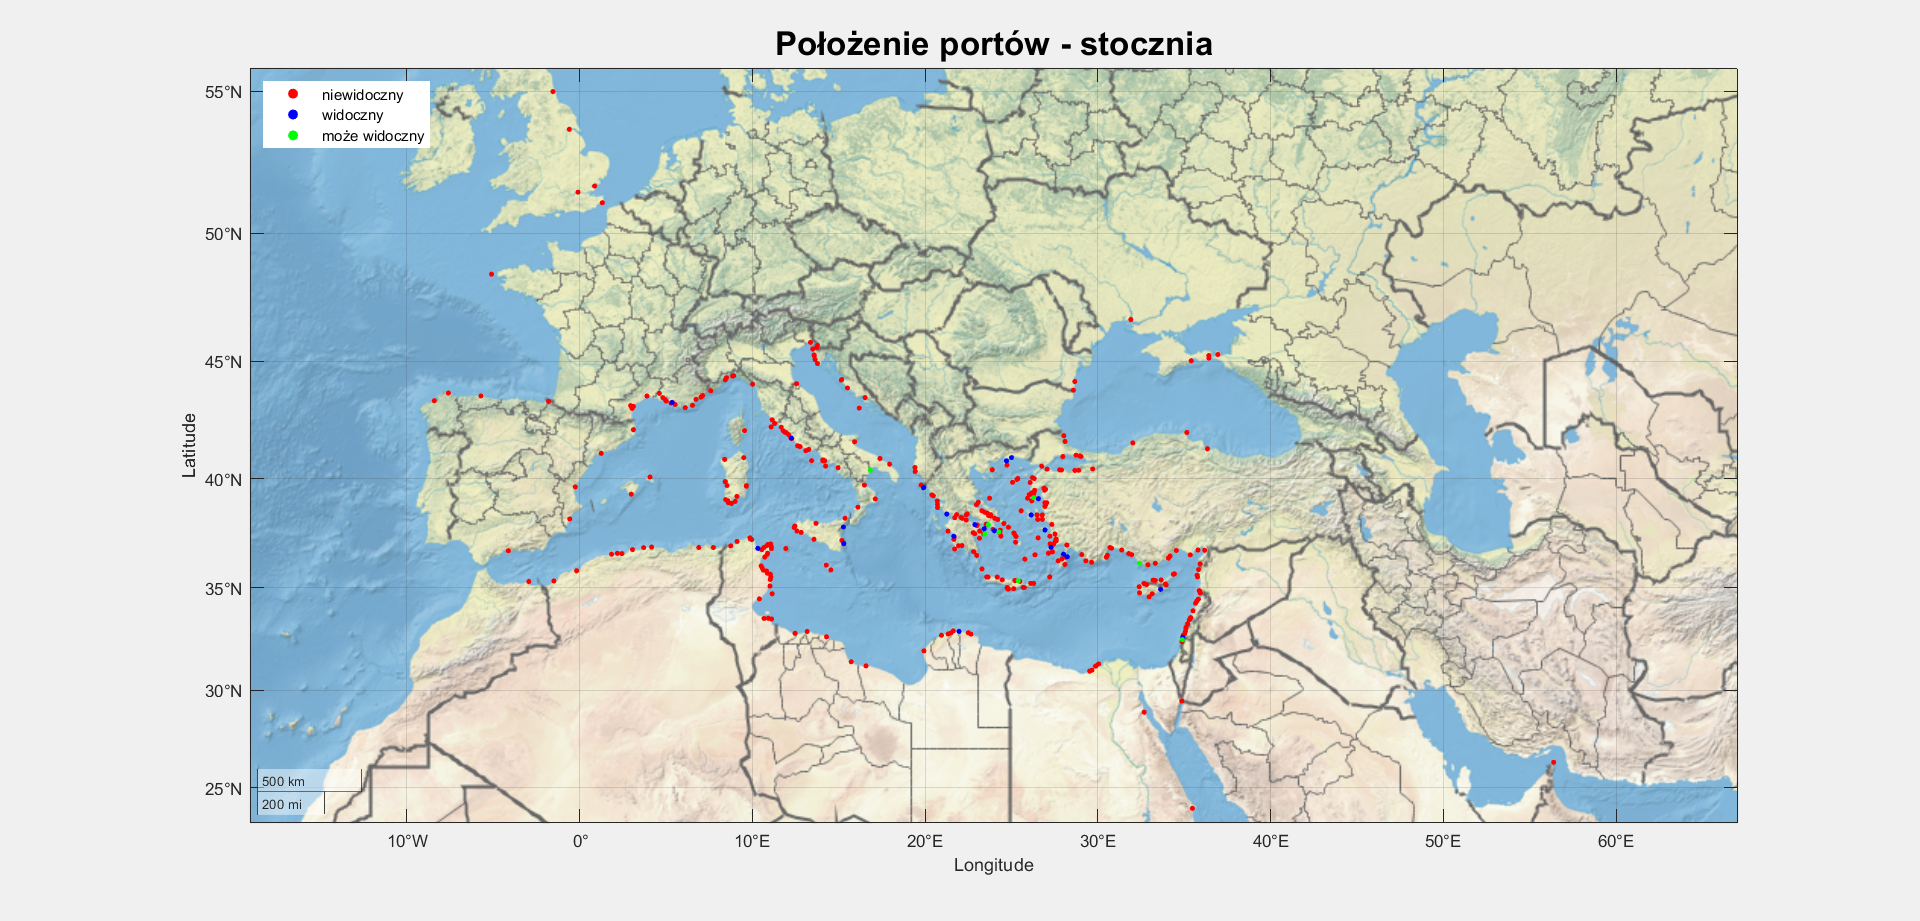 Położenie portów - stocznia
niewidoczny
widoczny
może widoczny
55°N
50°N
45°N
40°N
35°N
30°N
25°N
Latitude
500 km
200 mi
10°W
0°
10°E
20°E
30°E
40°E
50°E
60°E
Longitude